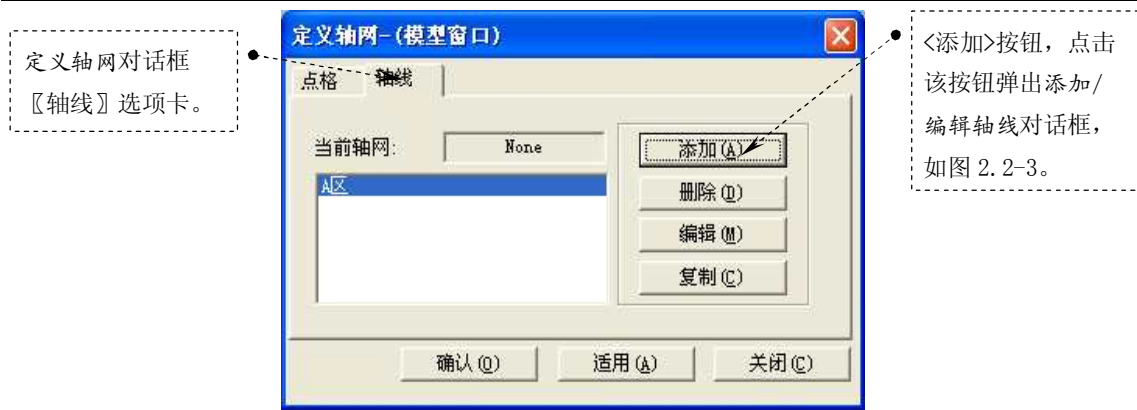 定义轴网对话框
〖轴线〗选项卡。
定义轴网-(模型窗口)
点格 轴线
当前轴网: None
A区
添加(A)
删除(D)
编辑(M)
复制(C)
确认(O) 适用(A) 关闭(C)
<添加>按钮，点击
该按钮弹出添加/
编辑轴线对话框，
如图 2.2-3。